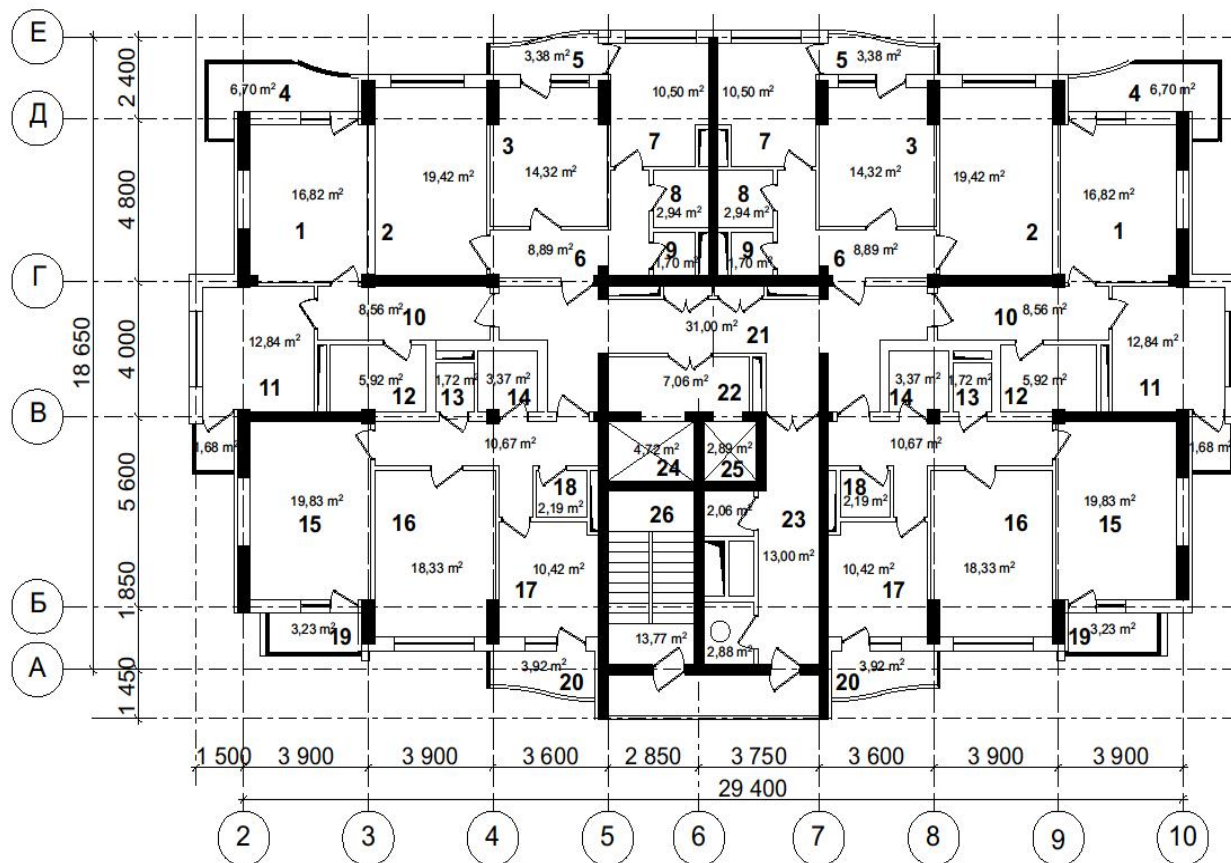 Е
5 5
3,38 m² 3,38 m²
2 400
6,70 m² 4 4 6,70 m²
10,50 m² 10,50 m²
Д
3 7 7 3
4 800
14,32 m² 14,32 m²
19,42 m² 19,42 m²
16,82 m² 8 8 16,82 m²
2,94 m² 2,94 m²
1 2 2 1
8,89 m² 6 9 9 6 8,89 m²
1,70 m² 1,70 m²
Г
18 650
8,56 m² 10 10 8,56 m²
31,00 m² 21
4 000
12,84 m² 12,84 m²
5,92 m² 1,72 m² 3,37 m² 7,06 m² 3,37 m² 1,72 m² 5,92 m²
11 12 13 14 22 14 13 12 11
В
1,68 m² 10,67 m² 4,72 m² 2,89 m² 10,67 m² 1,68 m²
24 25
5 600
19,83 m² 18 18 19,83 m²
2,19 m² 2,06 m² 2,19 m²
15 16 26 23 16 15
13,00 m²
18,33 m² 10,42 m² 10,42 m² 18,33 m²
17 17
Б
1 850
3,23 m² 19 13,77 m² 19 3,23 m²
2,88 m²
А
3,92 m² 20 20 3,92 m²
1 450
1 500 3 900 3 900 3 600 2 850 3 750 3 600 3 900 3 900
29 400
2 3 4 5 6 7 8 9 10